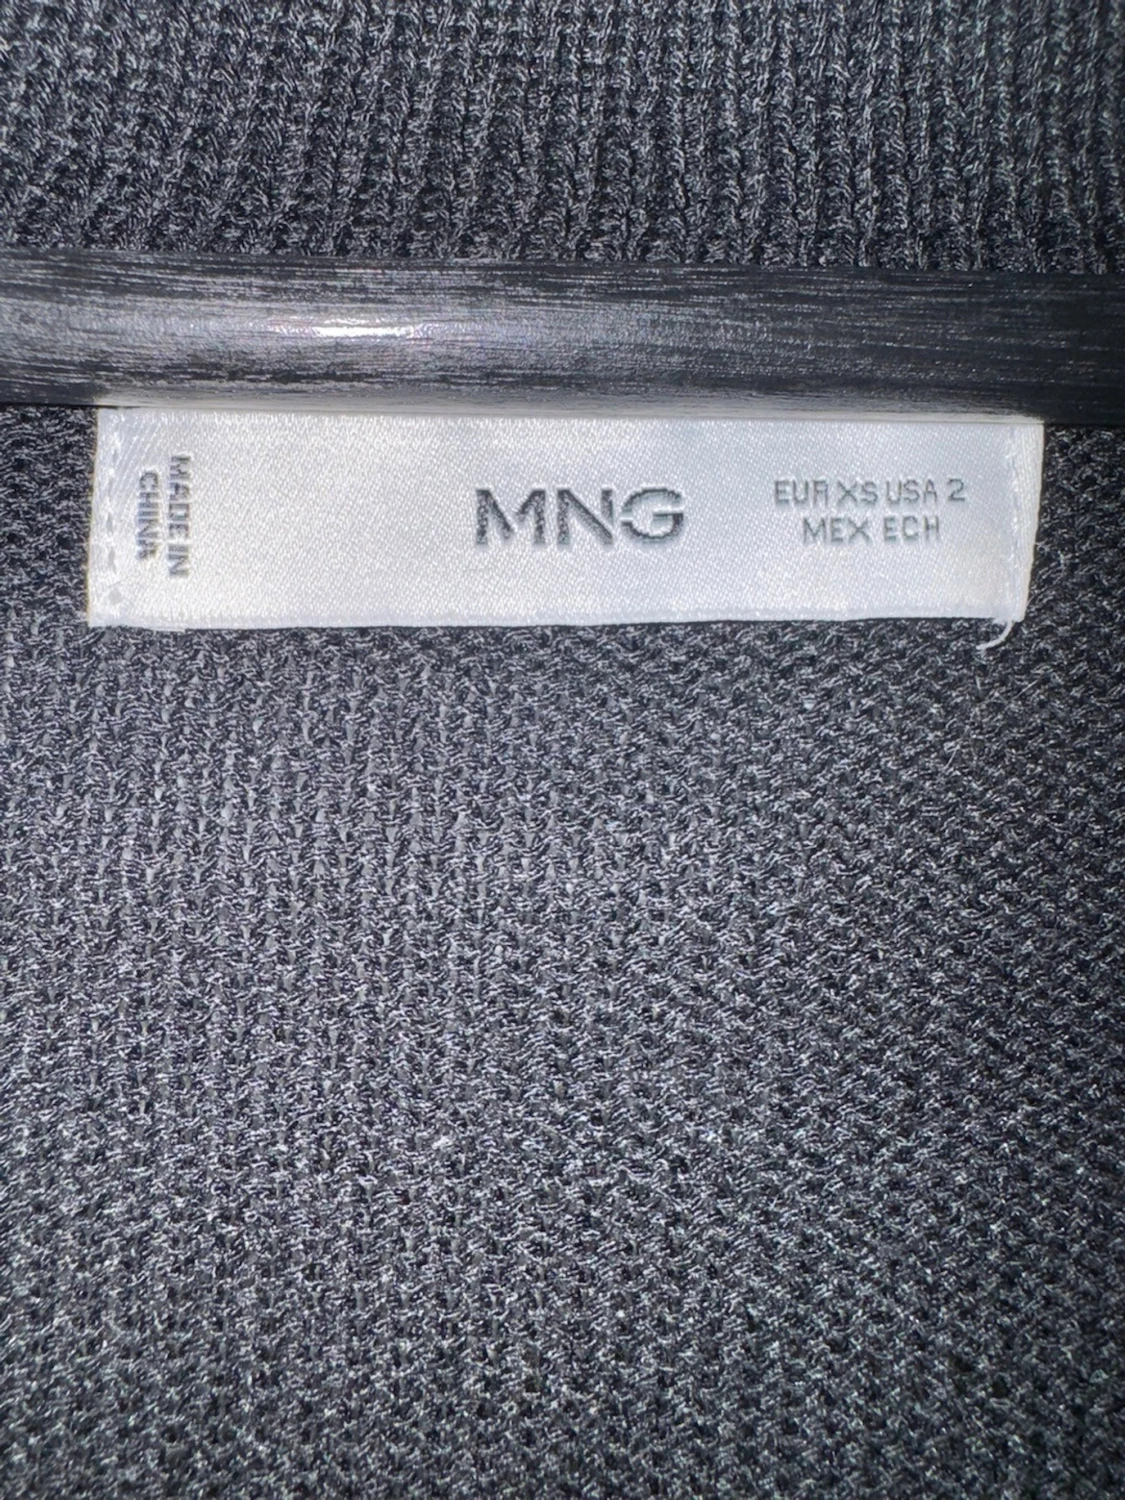 MADE IN
CHINA
MNG
EUR XS USA 2
MEX ECH